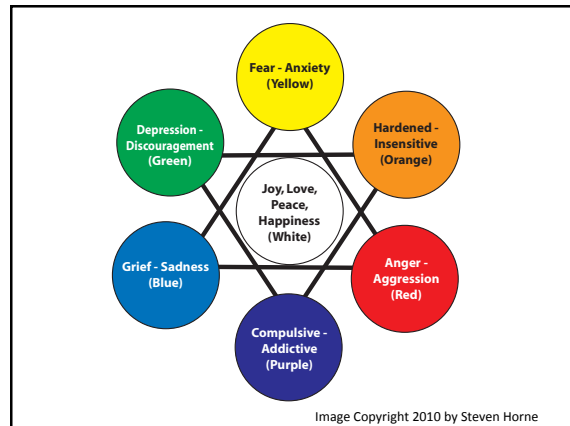 Fear - Anxiety
(Yellow)
Depression -
Discouragement
(Green)
Hardened -
Insensitive
(Orange)
Joy, Love,
Peace,
Happiness
(White)
Grief - Sadness
(Blue)
Anger -
Aggression
(Red)
Compulsive -
Addictive
(Purple)
Image Copyright 2010 by Steven Horne